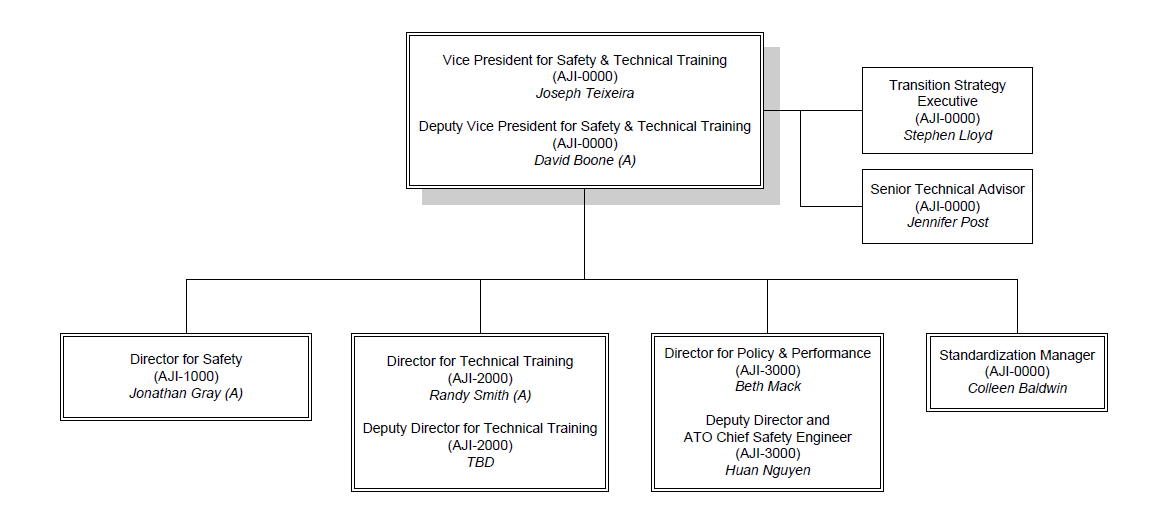 Vice President for Safety & Technical Training
(AJI-0000)
Joseph Teixeira
Deputy Vice President for Safety & Technical Training
(AJI-0000)
David Boone (A)
Transition Strategy
Executive
(AJI-0000)
Stephen Lloyd
Senior Technical Advisor
(AJI-0000)
Jennifer Post
Director for Safety
(AJI-1000)
Jonathan Gray (A)
Director for Technical Training
(AJI-2000)
Randy Smith (A)
Deputy Director for Technical Training
(AJI-2000)
TBD
Director for Policy & Performance
(AJI-3000)
Beth Mack
Deputy Director and
ATO Chief Safety Engineer
(AJI-3000)
Huan Nguyen
Standardization Manager
(AJI-0000)
Colleen Baldwin